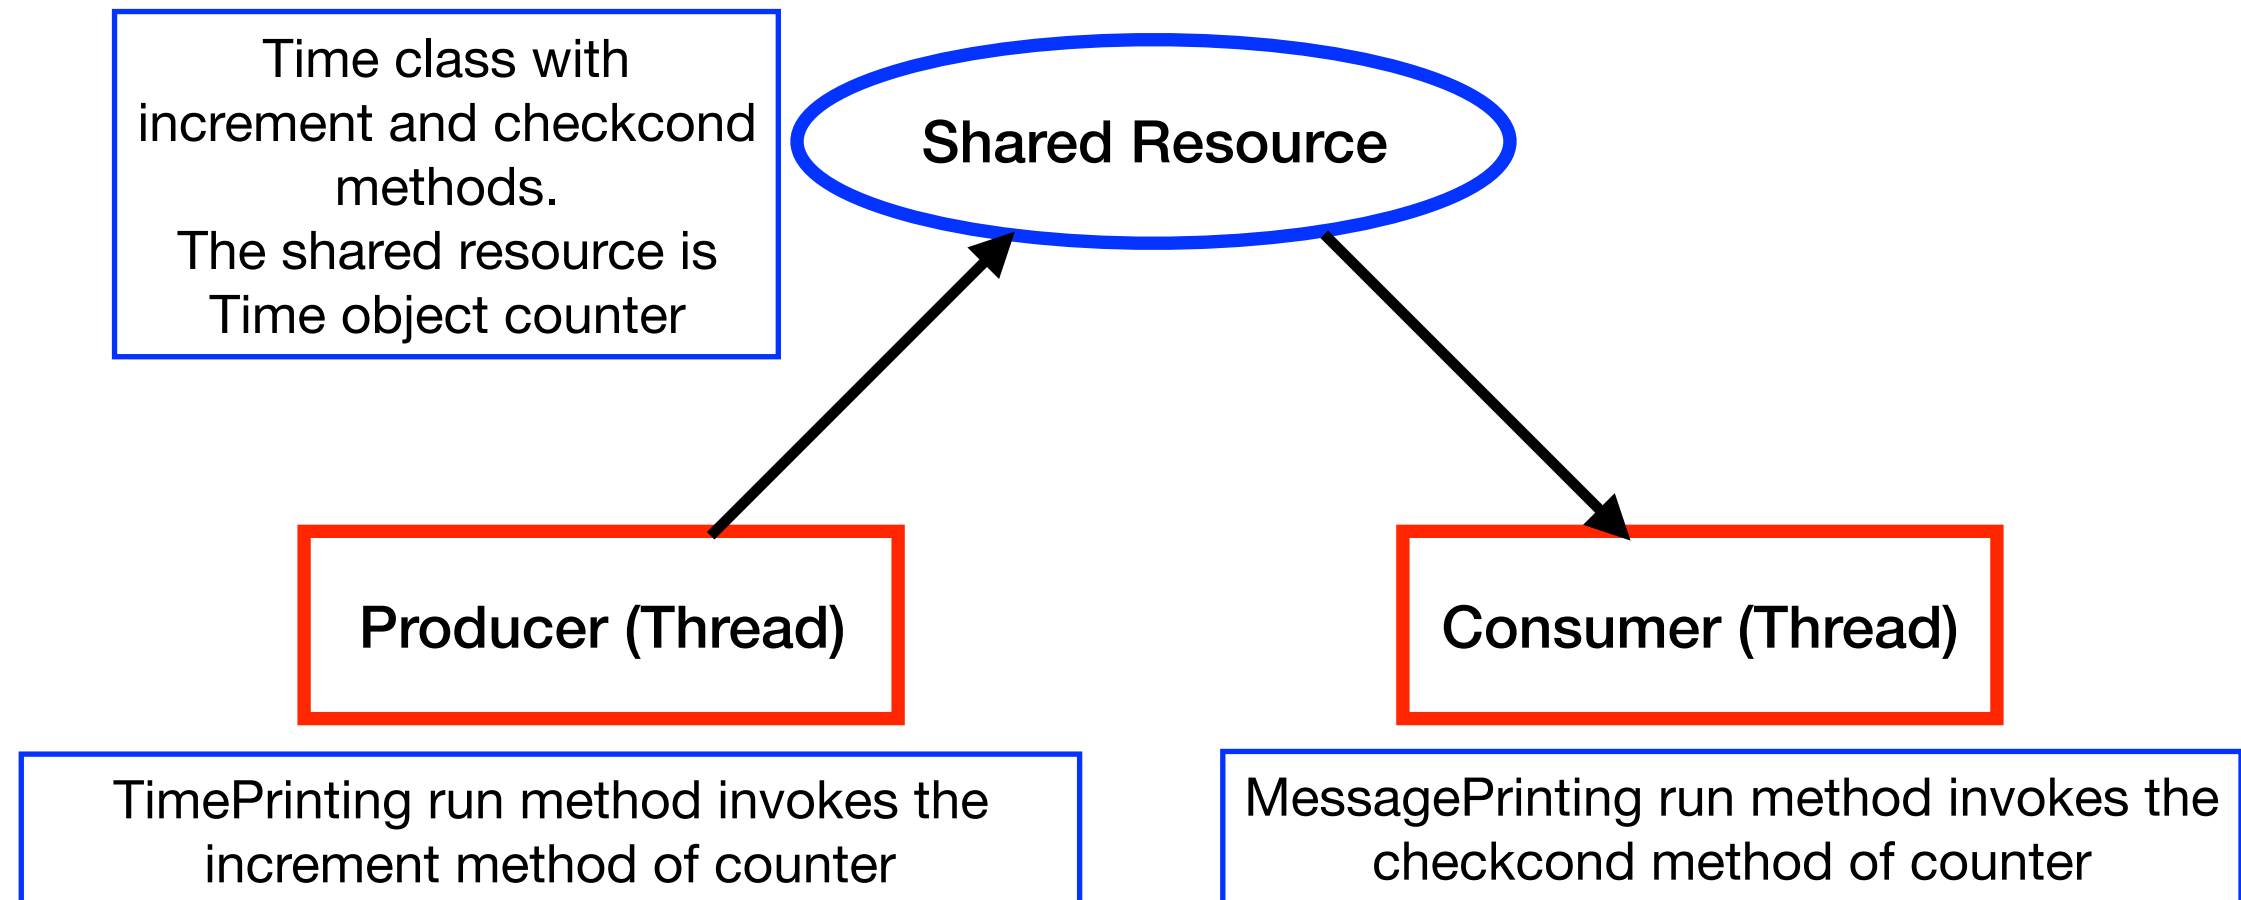 Time class with
increment and checkcond
methods.
The shared resource is
Time object counter
Shared Resource
Producer (Thread)
Consumer (Thread)
TimePrinting run method invokes the
increment method of counter
MessagePrinting run method invokes the
checkcond method of counter